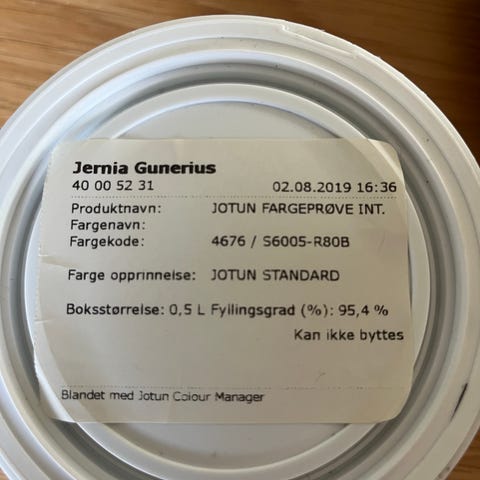 Jernia Gunerius
40 00 52 31 02.08.2019 16:36
Produktnavn: JOTUN FARGEPRØVE INT.
Fargenavn:
Fargekode: 4676 / S6005-R80B
Farge opprinnelse: JOTUN STANDARD
Boksstørrelse: 0,5 L Fyllingsgrad (%): 95,4 %
Kan ikke byttes
Blandet med Jotun Colour Manager